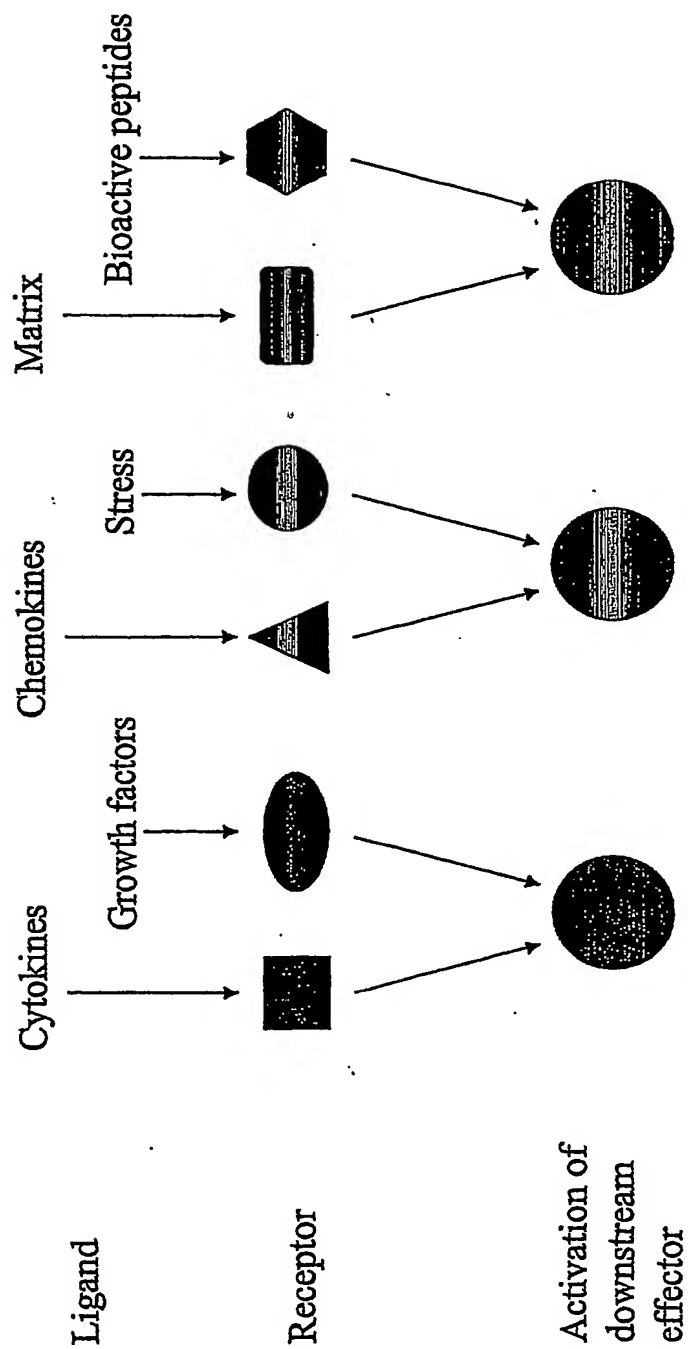 Cytokines
Chemokines
Matrix
Growth factors
Stress
Bioactive peptides
Ligand
Receptor
Activation of
downstream
effector